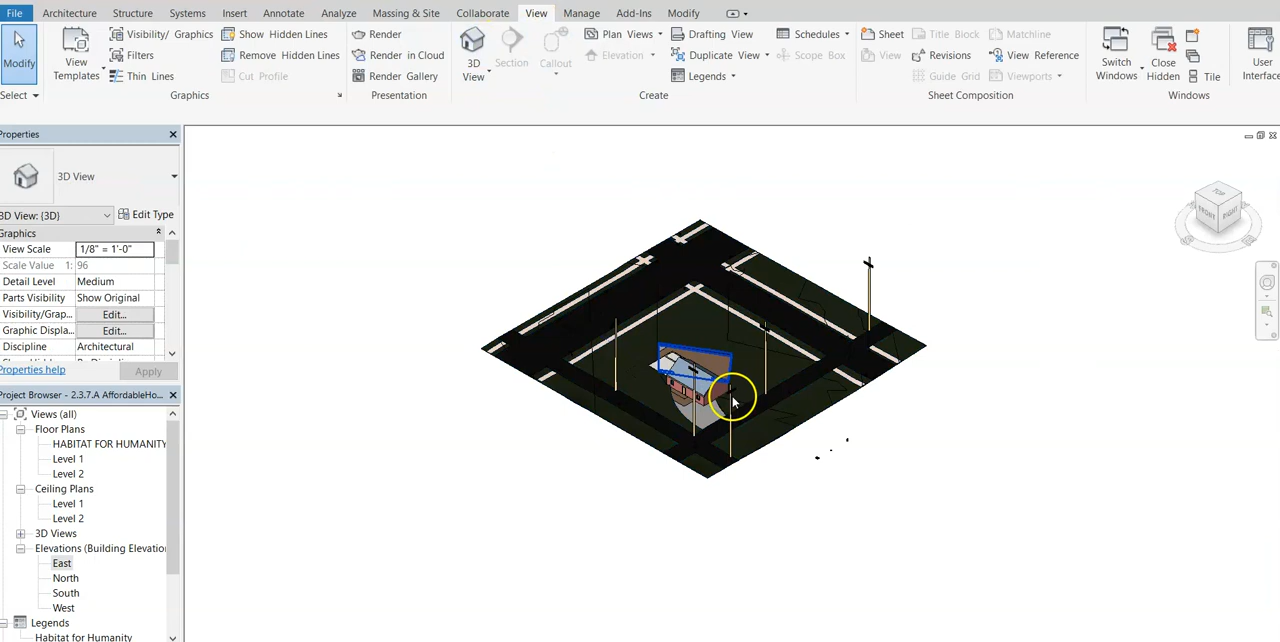 File Architecture Structure Systems Insert Annotate Analyze Massing & Site Collaborate View Manage Add-Ins Modify
Modify
Select
View
Templates
Visibility/ Graphics
Filters
Thin Lines
Show Hidden Lines
Remove Hidden Lines
Cut Profile
Graphics
Render
Render in Cloud
Render Gallery
Presentation
3D
View
Section
Callout
Plan Views
Elevation
Drafting View
Duplicate View
Legends
Schedules
Scope Box
Create
Sheet
View
Title Block
Revisions
Guide Grid
Matchline
View Reference
Viewports
Sheet Composition
Switch
Windows
Close
Hidden
Tile
Windows
User
Interface
Properties
3D View
3D View: {3D}
Edit Type
Graphics
View Scale 1/8" = 1'-0"
Scale Value 1: 96
Detail Level Medium
Parts Visibility Show Original
Visibility/Grap... Edit...
Graphic Displa... Edit...
Discipline Architectural
Properties help Apply
Project Browser - 2.3.7.A AffordableHo...
Views (all)
Floor Plans
HABITAT FOR HUMANITY
Level 1
Level 2
Ceiling Plans
Level 1
Level 2
3D Views
Elevations (Building Elevation
East
North
South
West
Legends
Habitat for Humanity
TOP
FRONT
RIGHT